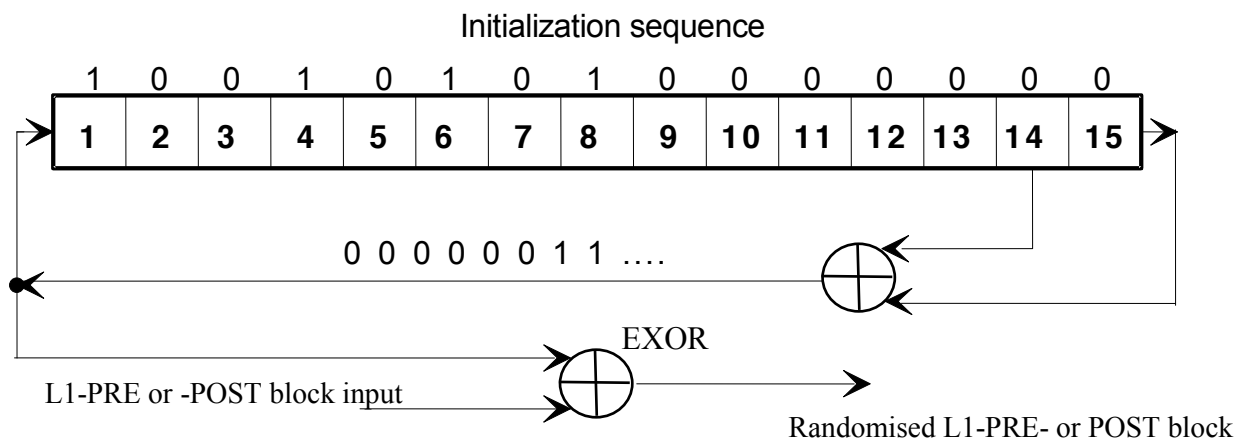 Initialization sequence
1 0 0 1 0 1 0 1 0 0 0 0 0 0 0
1 2 3 4 5 6 7 8 9 10 11 12 13 14 15
0 0 0 0 0 0 1 1 ....
EXOR
L1-PRE or -POST block input
Randomised L1-PRE- or POST block